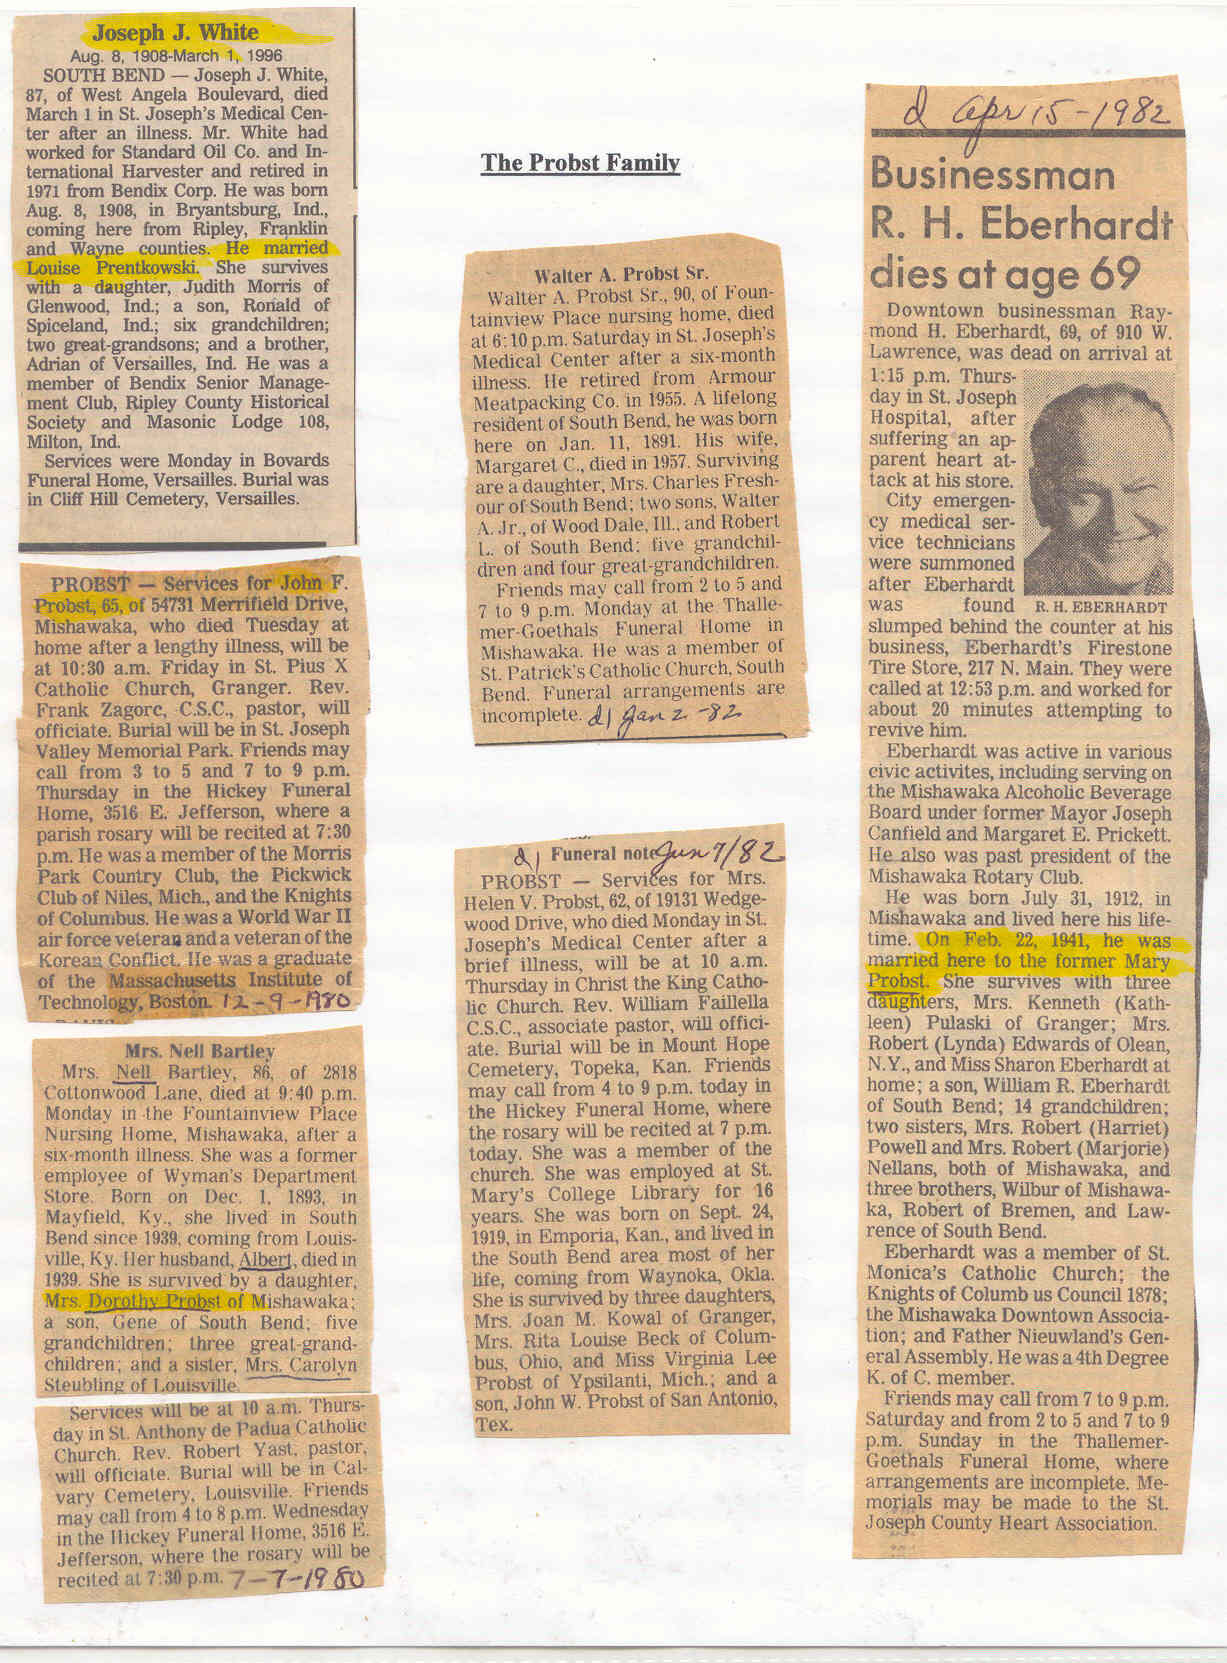 Joseph J. White
Aug. 8, 1908-March 1, 1996
SOUTH BEND — Joseph J. White,
87, of West Angela Boulevard, died
March 1 in St. Joseph's Medical Cen-
ter after an illness. Mr. White had
worked for Standard Oil Co. and In-
ternational Harvester and retired in
1971 from Bendix Corp. He was born
Aug. 8, 1908, in Bryantsburg, Ind.,
coming here from Ripley, Franklin
and Wayne counties. He married
Louise Prentkowski. She survives
with a daughter, Judith Morris of
Glenwood, Ind.; a son, Ronald of
Spiceland, Ind.; six grandchildren;
two great-grandsons; and a brother,
Adrian of Versailles, Ind. He was a
member of Bendix Senior Manage-
ment Club, Ripley County Historical
Society and Masonic Lodge 108,
Milton, Ind.
Services were Monday in Bovards
Funeral Home, Versailles. Burial was
in Cliff Hill Cemetery, Versailles.
PROBST — Services for John F.
Probst, 65, of 54731 Merrifield Drive,
Mishawaka, who died Tuesday at
home after a lengthy illness, will be
at 10:30 a.m. Friday in St. Pius X
Catholic Church, Granger. Rev.
Frank Zagorc, C.S.C., pastor, will
officiate. Burial will be in St. Joseph
Valley Memorial Park. Friends may
call from 3 to 5 and 7 to 9 p.m.
Thursday in the Hickey Funeral
Home, 3516 E. Jefferson, where a
parish rosary will be recited at 7:30
p.m. He was a member of the Morris
Park Country Club, the Pickwick
Club of Niles, Mich., and the Knights
of Columbus. He was a World War II
air force veteran and a veteran of the
Korean Conflict. He was a graduate
of the Massachusetts Institute of
Technology, Boston. 12-9-1980
Mrs. Nell Bartley
Mrs. Nell Bartley, 86, of 2818
Cottonwood Lane, died at 9:40 p.m.
Monday in the Fountainview Place
Nursing Home, Mishawaka, after a
six-month illness. She was a former
employee of Wyman's Department
Store. Born on Dec. 1, 1893, in
Mayfield, Ky., she lived in South
Bend since 1939, coming from Louis-
ville, Ky. Her husband, Albert, died in
1939. She is survived by a daughter,
Mrs. Dorothy Probst of Mishawaka;
a son, Gene of South Bend; five
grandchildren; three great-grand-
children; and a sister, Mrs. Carolyn
Steubling of Louisville.
Services will be at 10 a.m. Thurs-
day in St. Anthony de Padua Catholic
Church. Rev. Robert Yast, pastor,
will officiate. Burial will be in Cal-
vary Cemetery, Louisville. Friends
may call from 4 to 8 p.m. Wednesday
in the Hickey Funeral Home, 3516 E.
Jefferson, where the rosary will be
recited at 7:30 p.m. 7-7-1980
The Probst Family
Walter A. Probst Sr.
Walter A. Probst Sr., 90, of Foun-
tainview Place nursing home, died
at 6:10 p.m. Saturday in St. Joseph's
Medical Center after a six-month
illness. He retired from Armour
Meatpacking Co. in 1955. A lifelong
resident of South Bend, he was born
here on Jan. 11, 1891. His wife,
Margaret C., died in 1957. Surviving
are a daughter, Mrs. Charles Fresh-
our of South Bend; two sons, Walter
A. Jr., of Wood Dale, Ill., and Robert
L. of South Bend; five grandchil-
dren and four great-grandchildren.
Friends may call from 2 to 5 and
7 to 9 p.m. Monday at the Thalle-
mer-Goethals Funeral Home in
Mishawaka. He was a member of
St. Patrick's Catholic Church, South
Bend. Funeral arrangements are
incomplete. d| Jan 2 -82
d| Funeral note Jun 7/82
PROBST — Services for Mrs.
Helen V. Probst, 62, of 19131 Wedge-
wood Drive, who died Monday in St.
Joseph's Medical Center after a
brief illness, will be at 10 a.m.
Thursday in Christ the King Catho-
lic Church. Rev. William Faillella
C.S.C., associate pastor, will offici-
ate. Burial will be in Mount Hope
Cemetery, Topeka, Kan. Friends
may call from 4 to 9 p.m. today in
the Hickey Funeral Home, where
the rosary will be recited at 7 p.m.
today. She was a member of the
church. She was employed at St.
Mary's College Library for 16
years. She was born on Sept. 24,
1919, in Emporia, Kan., and lived in
the South Bend area most of her
life, coming from Waynoka, Okla.
She is survived by three daughters,
Mrs. Joan M. Kowal of Granger,
Mrs. Rita Louise Beck of Colum-
bus, Ohio, and Miss Virginia Lee
Probst of Ypsilanti, Mich.; and a
son, John W. Probst of San Antonio,
Tex.
d Apr 15-1982
Businessman
R. H. Eberhardt
dies at age 69
Downtown businessman Ray-
mond H. Eberhardt, 69, of 910 W.
Lawrence, was dead on arrival at
1:15 p.m. Thurs-
day in St. Joseph
Hospital, after
suffering an ap-
parent heart at-
tack at his store.
City emergen-
cy medical ser-
vice technicians
were summoned
after Eberhardt
was found
R. H. EBERHARDT
slumped behind the counter at his
business, Eberhardt's Firestone
Tire Store, 217 N. Main. They were
called at 12:53 p.m. and worked for
about 20 minutes attempting to
revive him.
Eberhardt was active in various
civic activites, including serving on
the Mishawaka Alcoholic Beverage
Board under former Mayor Joseph
Canfield and Margaret E. Prickett.
He also was past president of the
Mishawaka Rotary Club.
He was born July 31, 1912, in
Mishawaka and lived here his life-
time. On Feb. 22, 1941, he was
married here to the former Mary
Probst. She survives with three
daughters, Mrs. Kenneth (Kath-
leen) Pulaski of Granger; Mrs.
Robert (Lynda) Edwards of Olean,
N.Y., and Miss Sharon Eberhardt at
home; a son, William R. Eberhardt
of South Bend; 14 grandchildren;
two sisters, Mrs. Robert (Harriet)
Powell and Mrs. Robert (Marjorie)
Nellans, both of Mishawaka, and
three brothers, Wilbur of Mishawa-
ka, Robert of Bremen, and Law-
rence of South Bend.
Eberhardt was a member of St.
Monica's Catholic Church; the
Knights of Columb us Council 1878;
the Mishawaka Downtown Associa-
tion; and Father Nieuwland's Gen-
eral Assembly. He was a 4th Degree
K. of C. member.
Friends may call from 7 to 9 p.m.
Saturday and from 2 to 5 and 7 to 9
p.m. Sunday in the Thallemer-
Goethals Funeral Home, where
arrangements are incomplete. Me-
morials may be made to the St.
Joseph County Heart Association.